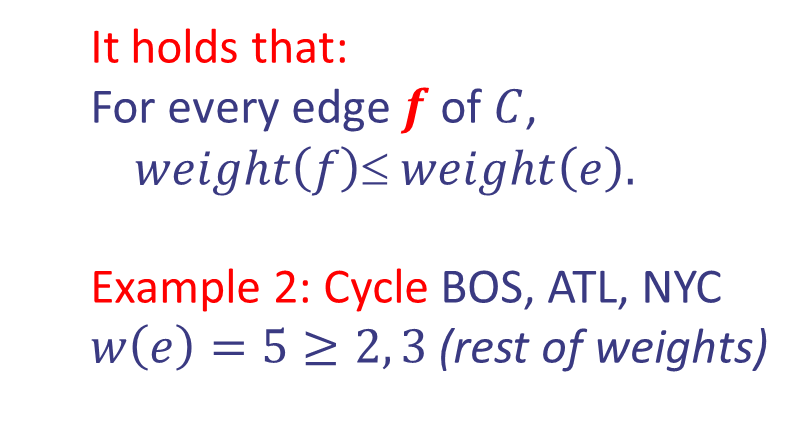 It holds that:
For every edge f of C,
weight(f)≤ weight(e).
Example 2: Cycle BOS, ATL, NYC
w(e) = 5 ≥ 2, 3 (rest of weights)